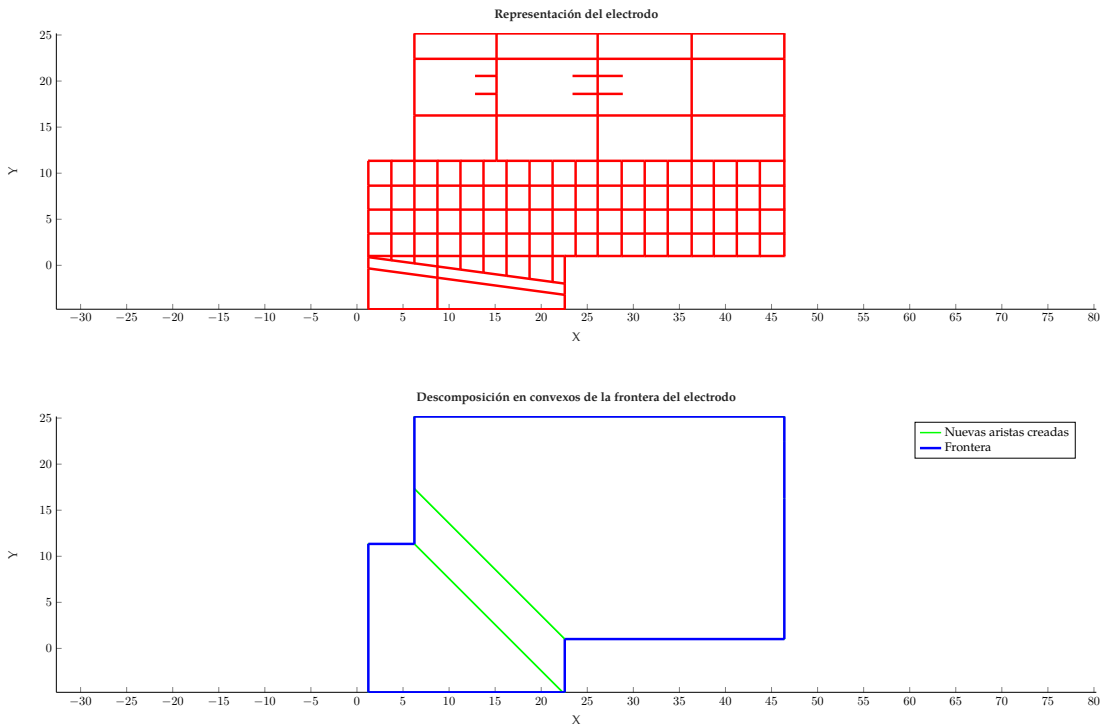 Representación del electrodo
25
20
15
10
5
0
Y
−30 −25 −20 −15 −10 −5 0 5 10 15 20 25 30 35 40 45 50 55 60 65 70 75 80
X
Descomposición en convexos de la frontera del electrodo
25
20
15
10
5
0
Y
Nuevas aristas creadas
Frontera
−30 −25 −20 −15 −10 −5 0 5 10 15 20 25 30 35 40 45 50 55 60 65 70 75 80
X